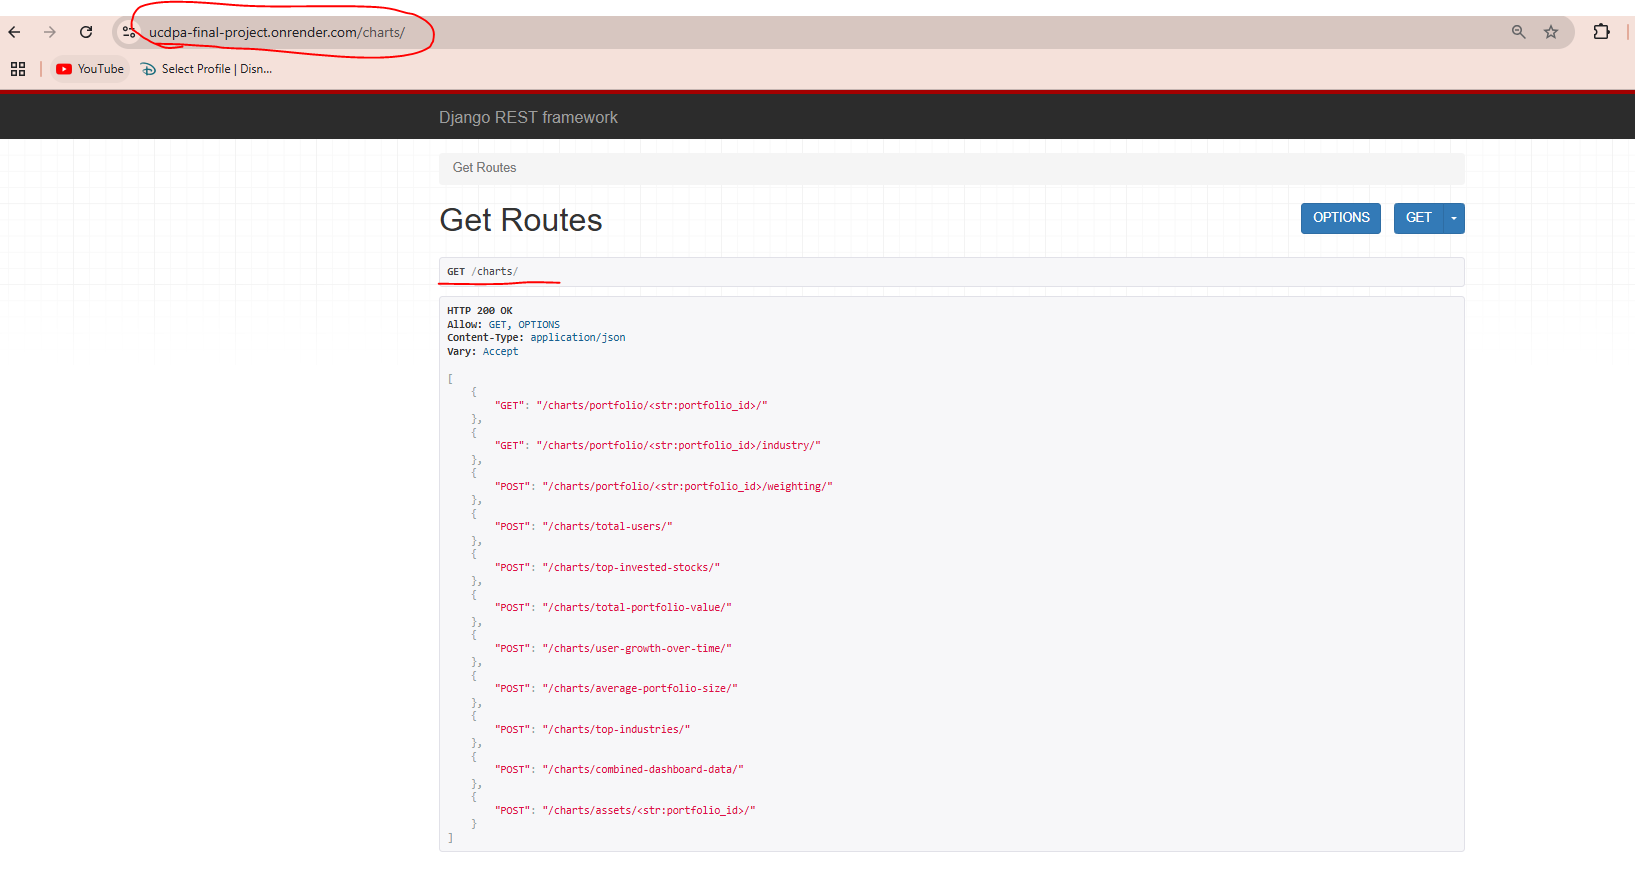 ucdpa-final-project.onrender.com/charts/
YouTube
Select Profile | Disn...
Django REST framework
Get Routes
Get Routes
OPTIONS
GET
GET /charts/
HTTP 200 OK
Allow: GET, OPTIONS
Content-Type: application/json
Vary: Accept
[
{
"GET": "/charts/portfolio/<str:portfolio_id>/"
},
{
"GET": "/charts/portfolio/<str:portfolio_id>/industry/"
},
{
"POST": "/charts/portfolio/<str:portfolio_id>/weighting/"
},
{
"POST": "/charts/total-users/"
},
{
"POST": "/charts/top-invested-stocks/"
},
{
"POST": "/charts/total-portfolio-value/"
},
{
"POST": "/charts/user-growth-over-time/"
},
{
"POST": "/charts/average-portfolio-size/"
},
{
"POST": "/charts/top-industries/"
},
{
"POST": "/charts/combined-dashboard-data/"
},
{
"POST": "/charts/assets/<str:portfolio_id>/"
}
]